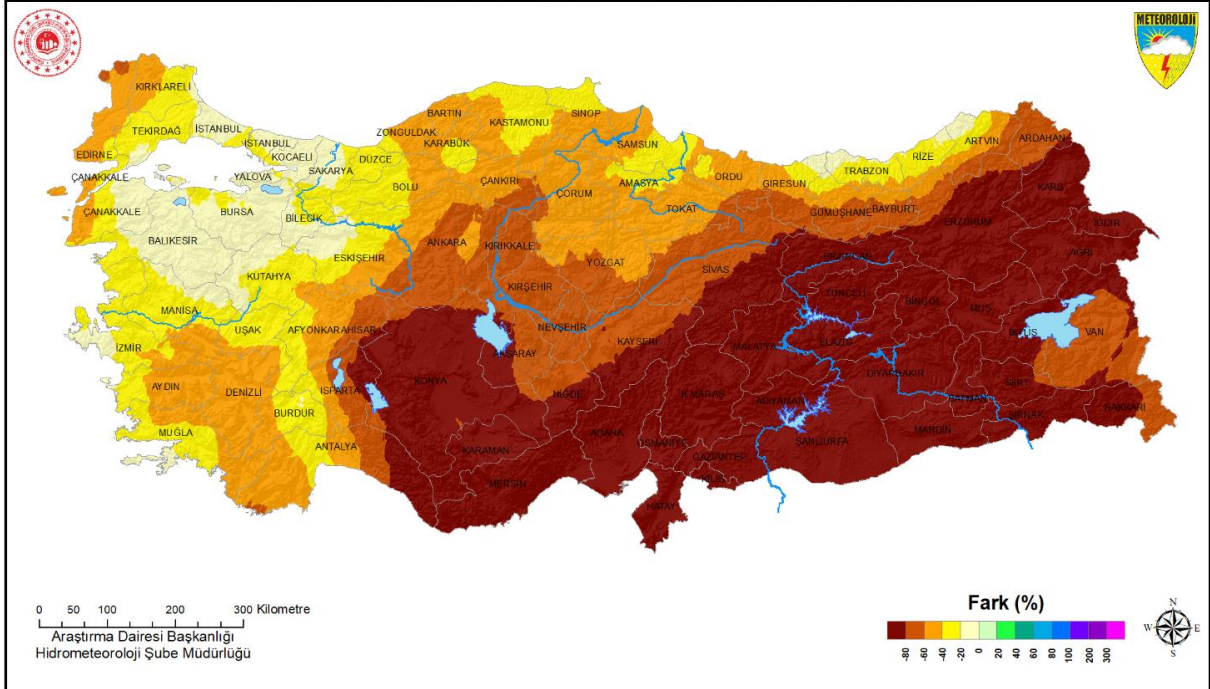 METEOROLOJİ
KIRKLARELİ
TEKİRDAĞ
İSTANBUL
İSTANBUL
KOCAELİ
EDİRNE
ÇANAKKALE
ÇANAKKALE
YALOVA
SAKARYA
DÜZCE
ZONGULDAK
BARTIN
KARABÜK
KASTAMONU
SİNOP
SAMSUN
BOLU
ÇANKIRI
ÇORUM
AMASYA
TOKAT
ORDU
GİRESUN
TRABZON
RİZE
ARTVİN
ARDAHAN
GÜMÜŞHANE
BAYBURT
ERZURUM
KARS
IĞDIR
AĞRI
BALIKESİR
BURSA
BİLECİK
ESKİŞEHİR
KÜTAHYA
ANKARA
KIRIKKALE
KIRŞEHİR
YOZGAT
SİVAS
TUNCELİ
BİNGÖL
MUŞ
BİTLİS
VAN
MANİSA
UŞAK
AFYONKARAHİSAR
İZMİR
NEVŞEHİR
KAYSERİ
AKSARAY
MALATYA
ELAZIĞ
DİYARBAKIR
SİİRT
BATMAN
ŞIRNAK
HAKKARİ
AYDIN
DENİZLİ
ISPARTA
BURDUR
KONYA
NİĞDE
K.MARAŞ
ADIYAMAN
MARDİN
ŞANLIURFA
MUĞLA
ANTALYA
KARAMAN
MERSİN
ADANA
OSMANİYE
GAZİANTEP
KİLİS
HATAY
0 50 100 200 300 Kilometre
Araştırma Dairesi Başkanlığı
Hidrometeoroloji Şube Müdürlüğü
Fark (%)
-80 -60 -40 -20 0 20 40 60 80 100 200 300
N
W E
S